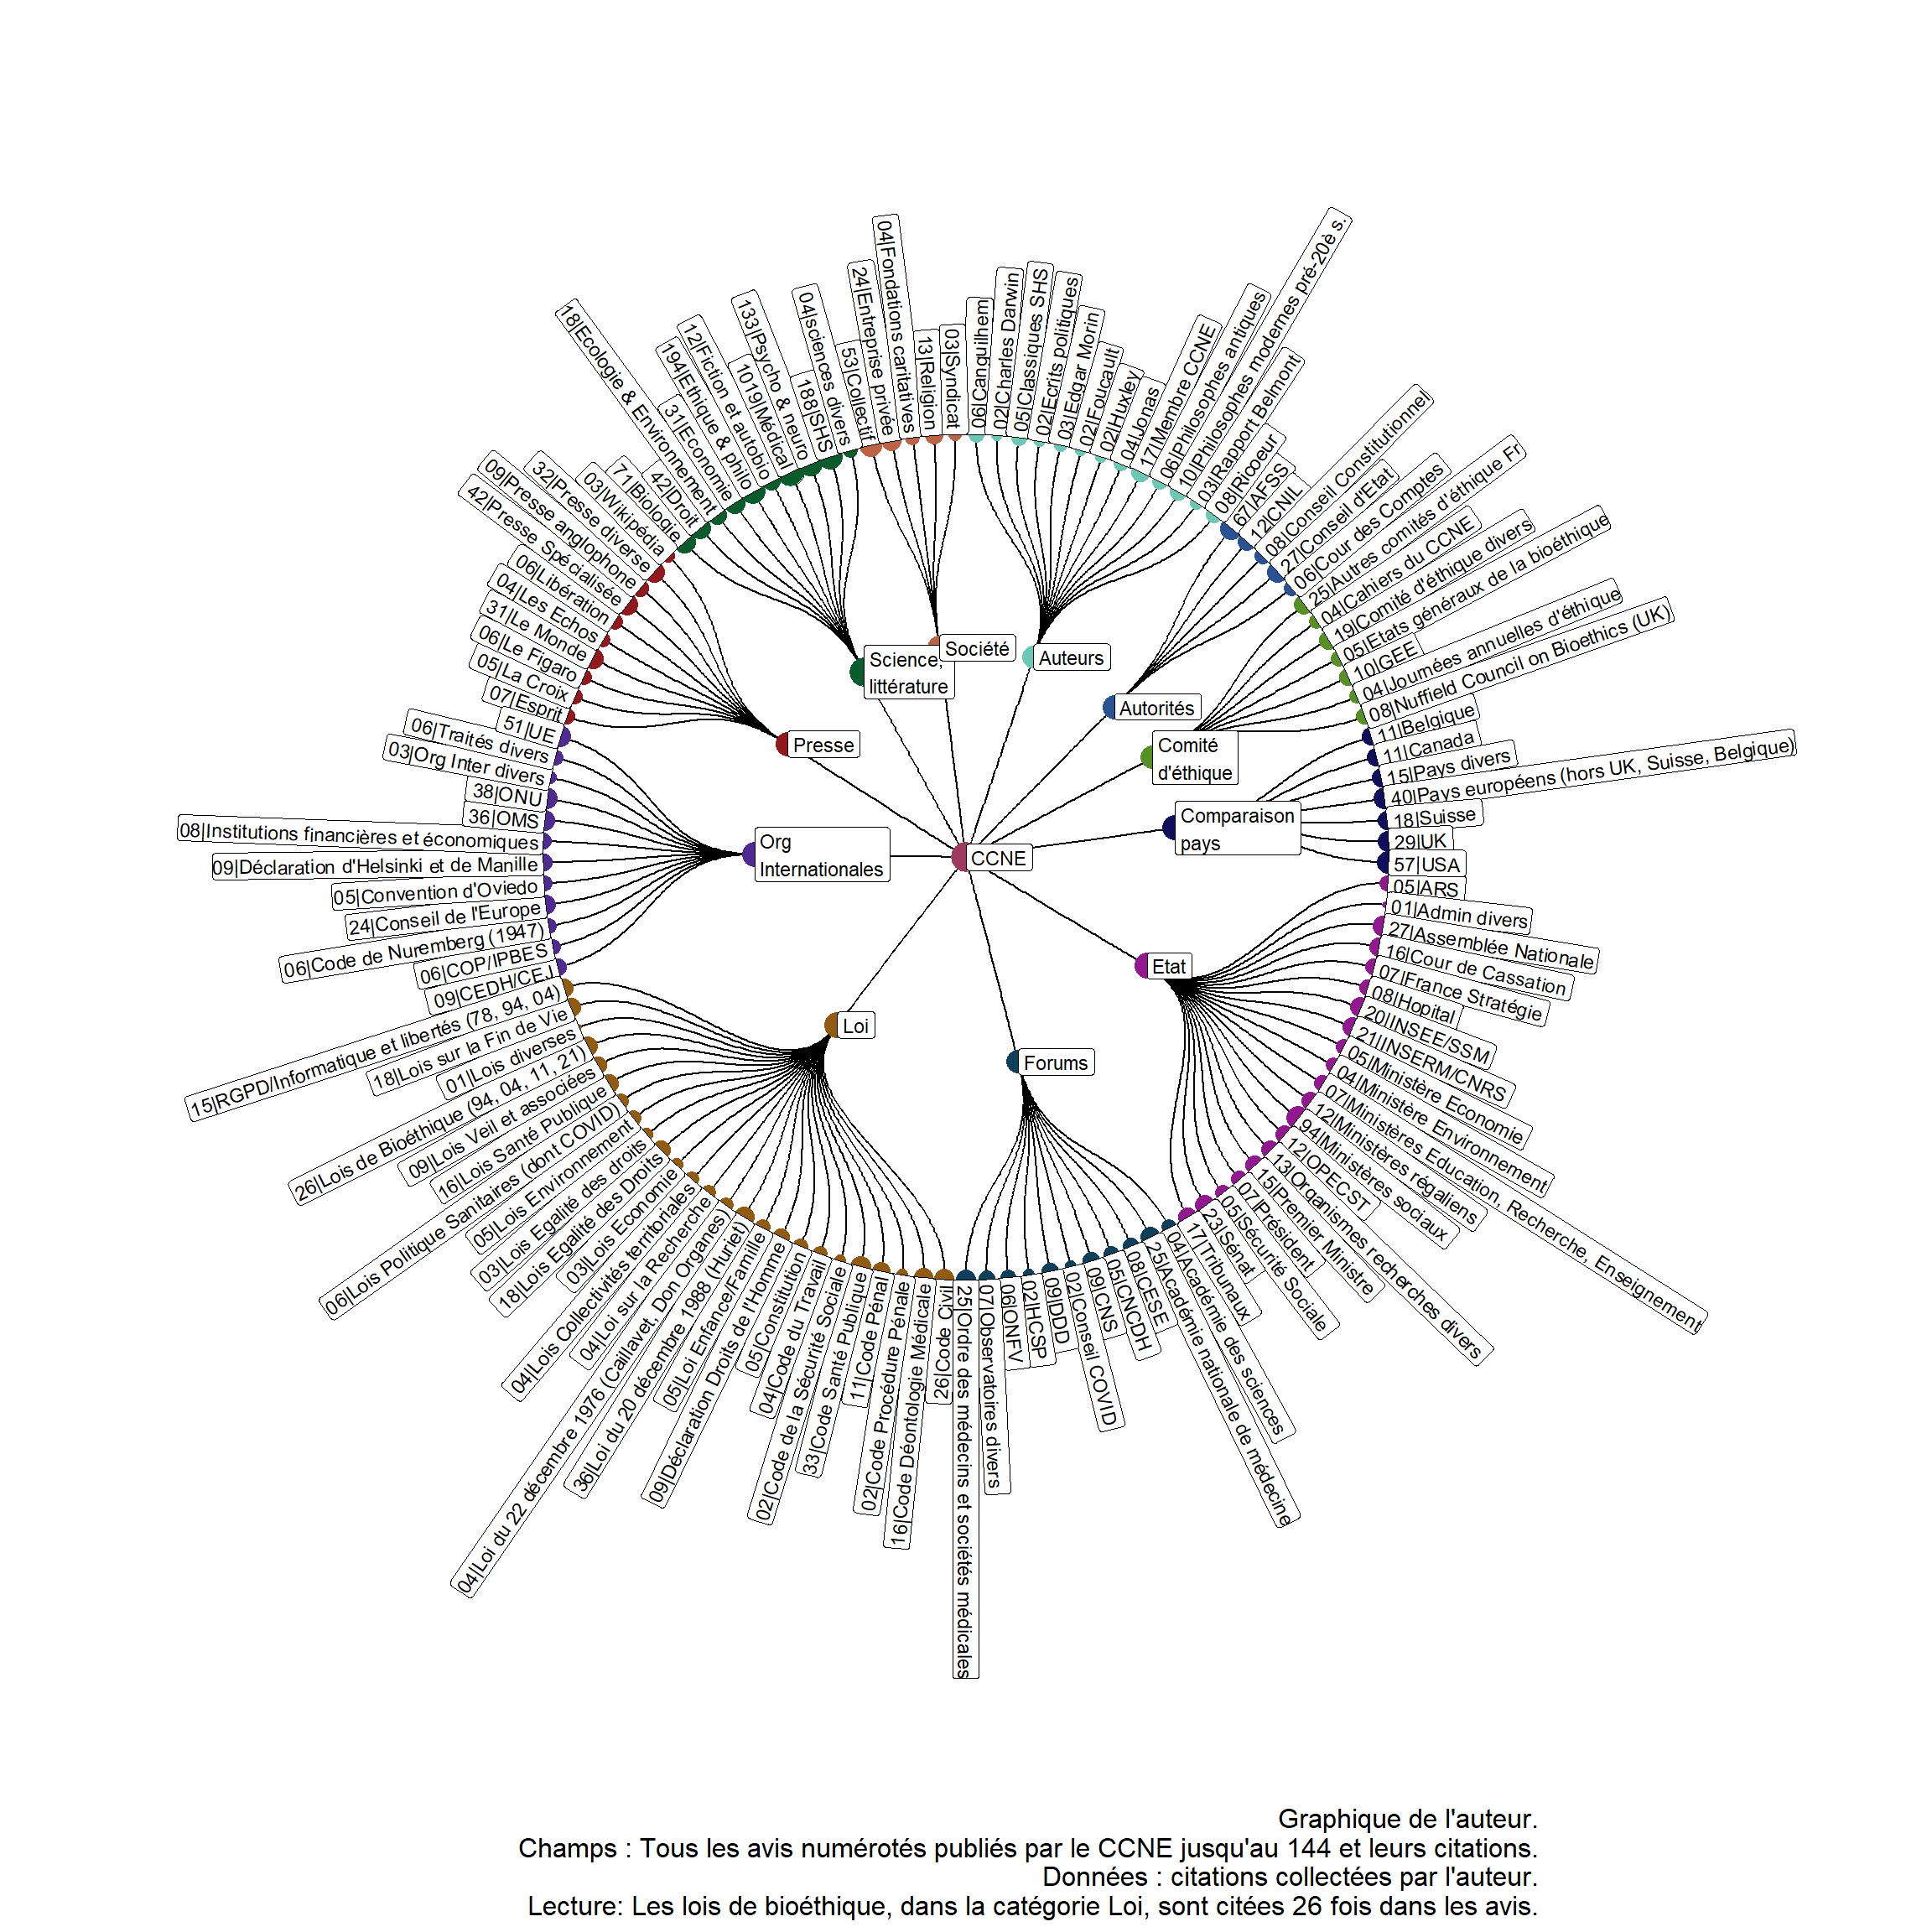 04|Fondations caritatives
24|Entreprise privée
53|Collectif
04|sciences divers
188|SHS
133|Psycho & neuro
1019|Médical
12|Fiction et autobio
194|Ethique & philo
31|Economie
18|Ecologie & Environnement
42|Droit
71|Biologie
03|Wikipédia
32|Presse diverse
09|Presse anglophone
42|Presse Spécialisée
06|Libération
04|Les Echos
31|Le Monde
06|Le Figaro
05|La Croix
07|Esprit
51|UE
06|Traités divers
03|Org Inter divers
38|ONU
36|OMS
08|Institutions financières et économiques
09|Déclaration d'Helsinki et de Manille
05|Convention d'Oviedo
24|Conseil de l'Europe
06|Code de Nuremberg (1947)
06|COP/IPBES
09|CEDH/CEJ
15|RGPD/Informatique et libertés (78, 94, 04)
18|Lois sur la Fin de Vie
01|Lois diverses
26|Lois de Bioéthique (94, 04, 11, 21)
09|Lois Veil et associées
16|Lois Santé Publique
06|Lois Politique Sanitaires (dont COVID)
05|Lois Environnement
03|Lois Egalité des droits
18|Lois Egalité des Droits
03|Lois Economie
04|Lois Collectivités territoriales
04|Loi sur la Recherche
04|Loi du 22 décembre 1976 (Caillavet, Don Organes)
36|Loi du 20 décembre 1988 (Huriet)
05|Loi Enfance/Famille
09|Déclaration Droits de l'Homme
05|Constitution
04|Code du Travail
02|Code de la Sécurité Sociale
33|Code Santé Publique
11|Code Pénal
02|Code Procédure Pénale
16|Code Déontologie Médicale
26|Code Civil
25|Ordre des médecins et sociétés médicales
07|Observatoires divers
06|ONFV
02|HCSP
09|DDD
02|Conseil COVID
09|CNS
05|CNCDH
08|CESE
25|Académie nationale de médecine
04|Académie des sciences
17|Tribunaux
23|Sénat
05|Sécurité Sociale
07|Président
15|Premier Ministre
13|Organismes recherches divers
12|OPECST
94|Ministères sociaux
12|Ministères régaliens
07|Ministères Education, Recherche, Enseignement
04|Ministère Environnement
05|Ministère Economie
21|INSERM/CNRS
20|INSEE/SSM
08|Hopital
07|France Stratégie
16|Cour de Cassation
27|Assemblée Nationale
01|Admin divers
05|ARS
57|USA
29|UK
18|Suisse
40|Pays européens (hors UK, Suisse, Belgique)
15|Pays divers
11|Canada
11|Belgique
08|Nuffield Council on Bioethics (UK)
04|Journées annuelles d'éthique
10|GEE
05|Etats généraux de la bioéthique
19|Comité d'éthique divers
04|Cahiers du CCNE
25|Autres comités d'éthique Fr
06|Cour des Comptes
27|Conseil d'Etat
08|Conseil Constitutionnel
12|CNIL
67|AFSS
08|Ricoeur
03|Rapport Belmont
10|Philosophes modernes pré-20è s.
06|Philosophes antiques
17|Membre CCNE
04|Jonas
02|Huxley
02|Foucault
03|Edgar Morin
02|Ecrits politiques
05|Classiques SHS
02|Charles Darwin
06|Canguilhem
03|Syndicat
13|Religion
Science,
littérature
Société
Auteurs
Autorités
Comité
d'éthique
Presse
Comparaison
pays
Org
Internationales
CCNE
Etat
Loi
Forums
Graphique de l'auteur.
Champs : Tous les avis numérotés publiés par le CCNE jusqu'au 144 et leurs citations.
Données : citations collectées par l'auteur.
Lecture: Les lois de bioéthique, dans la catégorie Loi, sont citées 26 fois dans les avis.